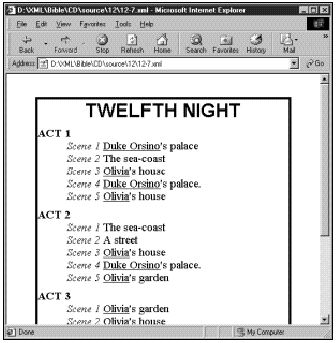 D:\XML\Bible\CD\source\12\12-7.xml - Microsoft Internet Explorer
File Edit View Favorites Tools Help
Back Forward Stop Refresh Home Search Favorites History Mail
Address D:\XML\Bible\CD\source\12\12-7.xml Go
TWELFTH NIGHT
ACT 1
Scene 1 Duke Orsino's palace
Scene 2 The sea-coast
Scene 3 Olivia's house
Scene 4 Duke Orsino's palace.
Scene 5 Olivia's house
ACT 2
Scene 1 The sea-coast
Scene 2 A street
Scene 3 Olivia's house
Scene 4 Duke Orsino's palace.
Scene 5 Olivia's garden
ACT 3
Scene 1 Olivia's garden
Scene 2 Olivia's house
Done My Computer